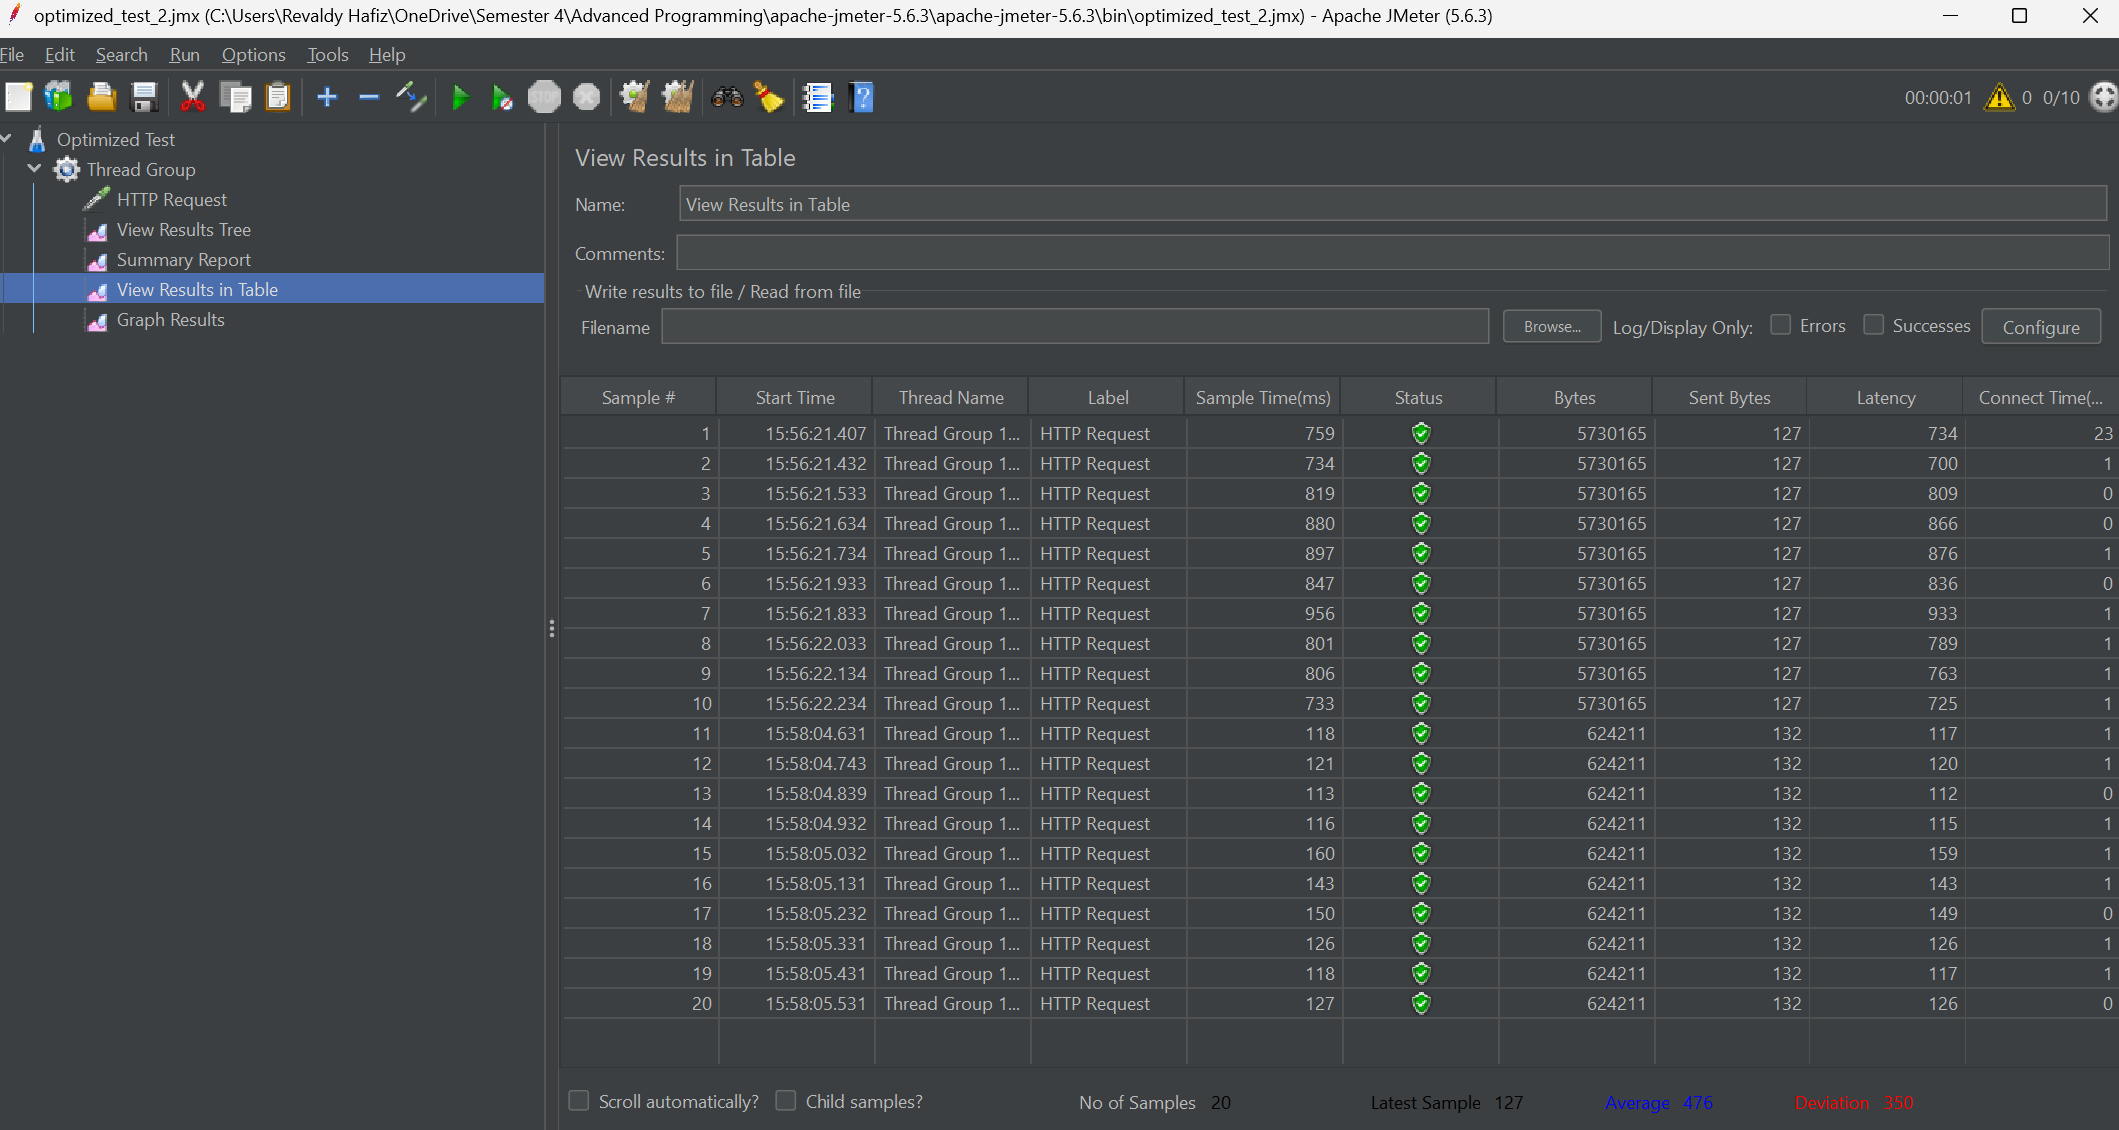 optimized_test_2.jmx (C:\Users\Revaldy Hafiz\OneDrive\Semester 4\Advanced Programming\apache-jmeter-5.6.3\apache-jmeter-5.6.3\bin\optimized_test_2.jmx) - Apache JMeter (5.6.3)
File Edit Search Run Options Tools Help
STOP ? 00:00:01 0 0/10
Optimized Test
Thread Group
HTTP Request
View Results Tree
Summary Report
View Results in Table
Graph Results
View Results in Table
Name: View Results in Table
Comments:
Write results to file / Read from file
Filename Browse... Log/Display Only: Errors Successes Configure
Sample # Start Time Thread Name Label Sample Time(ms) Status Bytes Sent Bytes Latency Connect Time(...
1 15:56:21.407 Thread Group 1... HTTP Request 759 5730165 127 734 23
2 15:56:21.432 Thread Group 1... HTTP Request 734 5730165 127 700 1
3 15:56:21.533 Thread Group 1... HTTP Request 819 5730165 127 809 0
4 15:56:21.634 Thread Group 1... HTTP Request 880 5730165 127 866 0
5 15:56:21.734 Thread Group 1... HTTP Request 897 5730165 127 876 1
6 15:56:21.933 Thread Group 1... HTTP Request 847 5730165 127 836 0
7 15:56:21.833 Thread Group 1... HTTP Request 956 5730165 127 933 1
8 15:56:22.033 Thread Group 1... HTTP Request 801 5730165 127 789 1
9 15:56:22.134 Thread Group 1... HTTP Request 806 5730165 127 763 1
10 15:56:22.234 Thread Group 1... HTTP Request 733 5730165 127 725 1
11 15:58:04.631 Thread Group 1... HTTP Request 118 624211 132 117 1
12 15:58:04.743 Thread Group 1... HTTP Request 121 624211 132 120 1
13 15:58:04.839 Thread Group 1... HTTP Request 113 624211 132 112 0
14 15:58:04.932 Thread Group 1... HTTP Request 116 624211 132 115 1
15 15:58:05.032 Thread Group 1... HTTP Request 160 624211 132 159 1
16 15:58:05.131 Thread Group 1... HTTP Request 143 624211 132 143 1
17 15:58:05.232 Thread Group 1... HTTP Request 150 624211 132 149 0
18 15:58:05.331 Thread Group 1... HTTP Request 126 624211 132 126 1
19 15:58:05.431 Thread Group 1... HTTP Request 118 624211 132 117 1
20 15:58:05.531 Thread Group 1... HTTP Request 127 624211 132 126 0
Scroll automatically? Child samples? No of Samples 20 Latest Sample 127 Average 476 Deviation 350